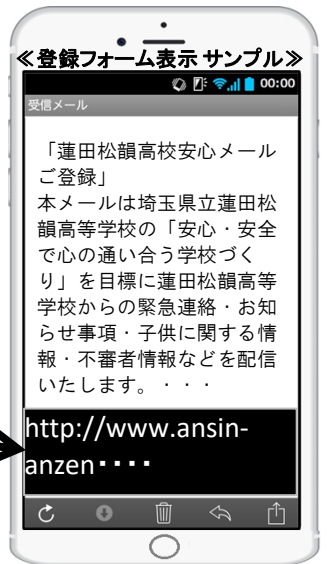 ≪登録フォーム表示 サンプル≫
00:00
受信メール
「蓮田松韻高校安心メール
ご登録」
本メールは埼玉県立蓮田松
韻高等学校の「安心・安全
で心の通い合う学校づく
り」を目標に蓮田松韻高等
学校からの緊急連絡・お知
らせ事項・子供に関する情
報・不審者情報などを配信
いたします。・・・
http://www.ansin-
anzen・・・・